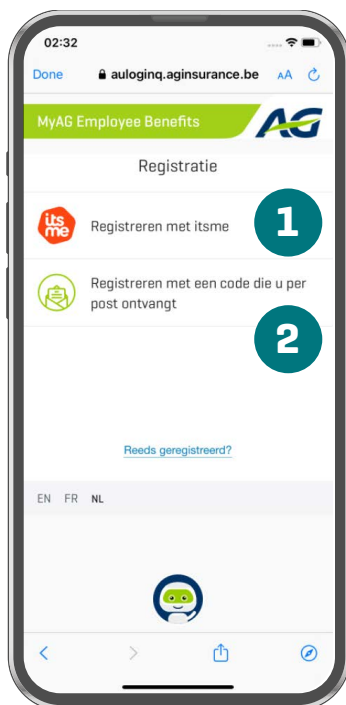 02:32
Done auloginq.aginsurance.be AA
MyAG Employee Benefits AG
Registratie
its
me
Registreren met itsme 1
Registreren met een code die u per
post ontvangt
2
Reeds geregistreerd?
EN FR NL